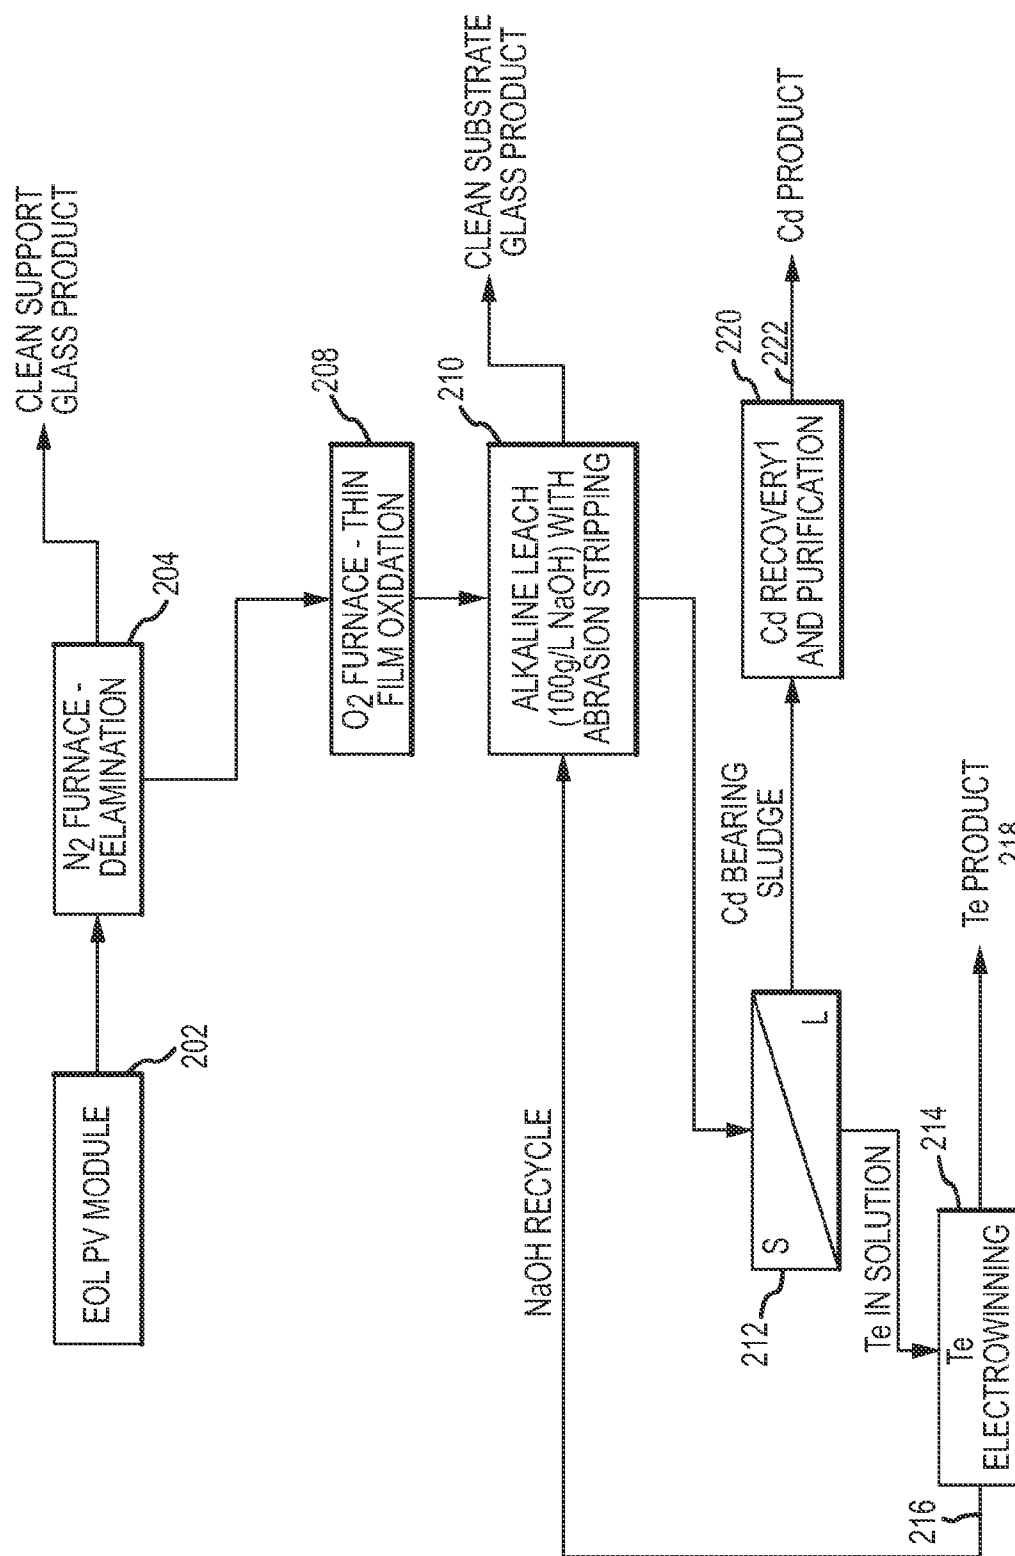 EOL PV MODULE
202
N2 FURNACE -
DELAMINATION
204
CLEAN SUPPORT
GLASS PRODUCT
O2 FURNACE - THIN
FILM OXIDATION
208
ALKALINE LEACH
(100g/L NaOH) WITH
ABRASION STRIPPING
210
CLEAN SUBSTRATE
GLASS PRODUCT
NaOH RECYCLE
S
L
212
Cd BEARING
SLUDGE
Cd RECOVERY1
AND PURIFICATION
220
222
Cd PRODUCT
Te IN SOLUTION
Te
ELECTROWINNING
214
216
Te PRODUCT
218